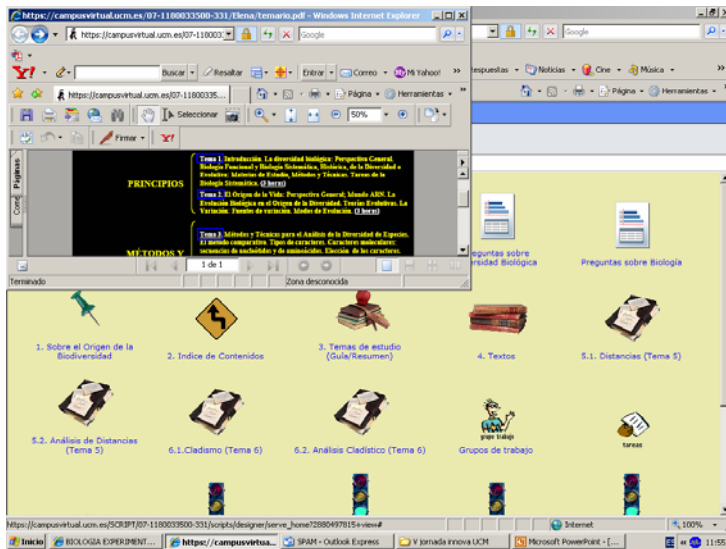 https://campusvirtual.ucm.es/07-1180033500-331/Elena/temario.pdf - Windows Internet Explorer
https://campusvirtual.ucm.es/07-11800033
Google
Google
Buscar
Resaltar
Entrar
Correo
Mi Yahoo!
Noticias
Cine
Música
https://campusvirtual.ucm.es/07-11800335...
Página
Herramientas
Página
Herramientas
Seleccionar
50%
Firmar
Páginas
PRINCIPIOS
Tema 1. Introducción. La diversidad biológica: Perspectiva General.
Biología Funcional y Biología Sistemática, Histórica, de la Diversidad o
Evolutiva: Materias de Estudio, Métodos y Técnicas. Tareas de la
Biología Sistemática. (3 horas)
Tema 2. El Origen de la Vida: Perspectiva General; Mundo ARN. La
Evolución Biológica en el Origen de la Diversidad. Teorías Evolutivas. La
Variación. Fuentes de variación. Modos de Evolución. (3 horas)
MÉTODOS Y
Tema 3. Métodos y Técnicas para el Análisis de la Diversidad de Especies.
El método comparativo. Tipos de caracteres. Caracteres moleculares:
secuencias de nucleótidos y de aminoácidos. Elección de los caracteres.
1 de 1
Terminado
Zona desconocida
Preguntas sobre Biología
1. Sobre el Origen de la
Biodiversidad
2. Indice de Contenidos
3. Temas de estudio
(Guía/Resumen)
4. Textos
5.1. Distancias (Tema 5)
5.2. Análisis de Distancias
(Tema 5)
6.1.Cladismo (Tema 6)
6.2. Análisis Cladístico (Tema 6)
grupo trabajo
Grupos de trabajo
tareas
https://campusvirtual.ucm.es/SCRIPT/07-1180033500-331/scripts/designer/serve_home?2880497815+view#
Internet
100%
Inicio
BIOLOGIA EXPERIMENT...
https://campusvirtua...
SPAM - Outlook Express
V jornada innova UCM
Microsoft PowerPoint - [...
ES
11:55